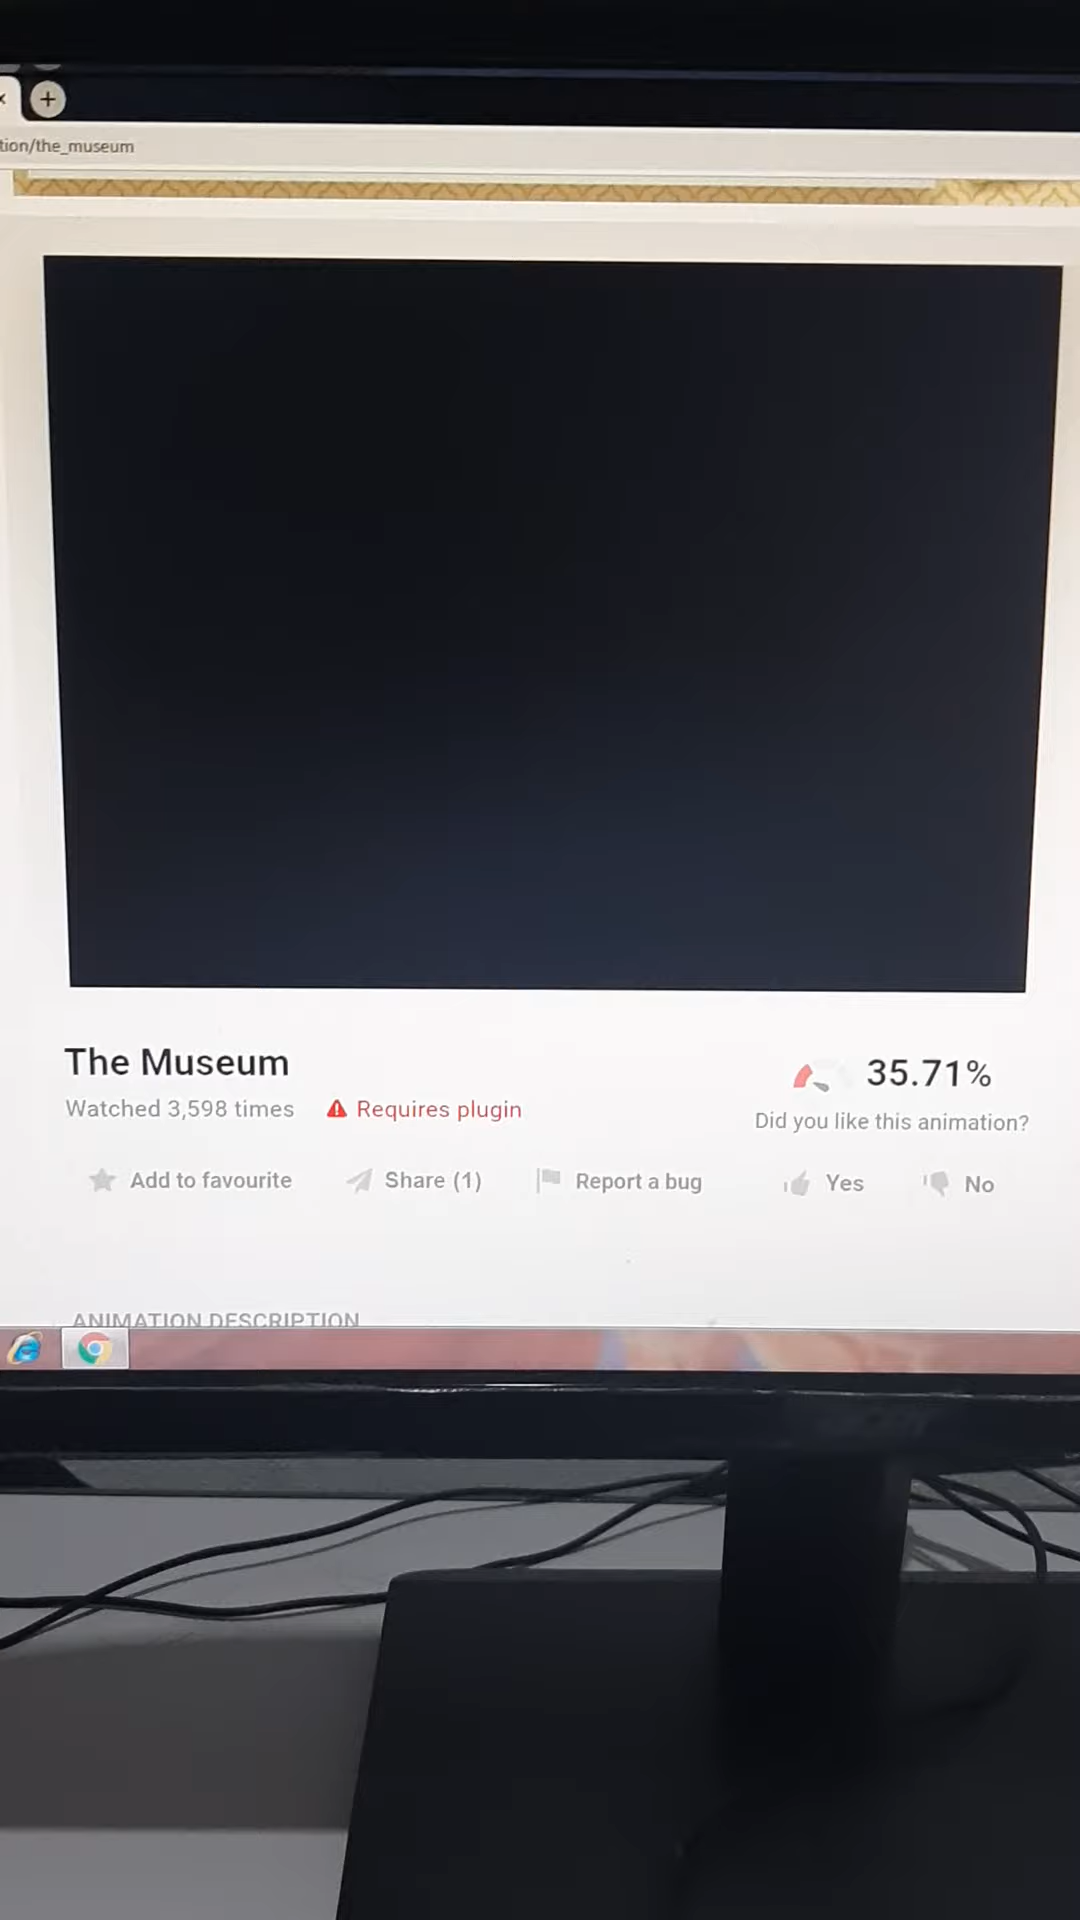 tion/the_museum
The Museum
35.71%
Watched 3,598 times
Requires plugin
Did you like this animation?
Add to favourite
Share (1)
Report a bug
Yes
No
ANIMATION DESCRIPTION